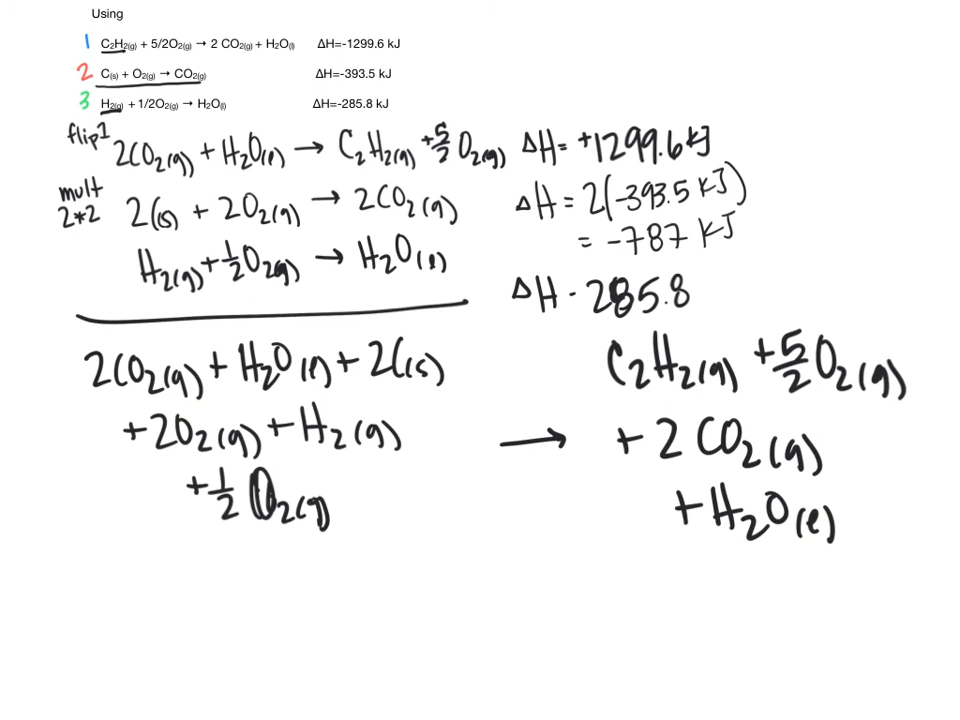 Using
1 C₂H₂(g) + 5/2O₂(g) → 2 CO₂(g) + H₂O(l) ΔH=-1299.6 kJ
2 C(s) + O₂(g) → CO₂(g) ΔH=-393.5 kJ
3 H₂(g) + 1/2O₂(g) → H₂O(l) ΔH=-285.8 kJ
flip 1 2CO₂(g) + H₂O(l) → C₂H₂(g) + 5/2 O₂(g) ΔH= +1299.6 kJ
mult 2*2 2C(s) + 2O₂(g) → 2CO₂(g) ΔH = 2(-393.5 kJ)
= -787 kJ
H₂(g) + 1/2 O₂(g) → H₂O(l) ΔH - 285.8
2CO₂(g) + H₂O(l) + 2C(s) C₂H₂(g) + 5/2 O₂(g)
+ 2O₂(g) + H₂(g) → + 2 CO₂(g)
+ 1/2 O₂(g) + H₂O(l)